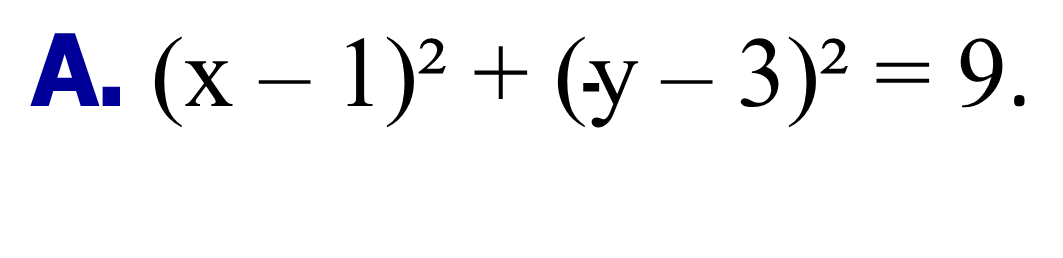 A. (x – 1)² + (-y – 3)² = 9.